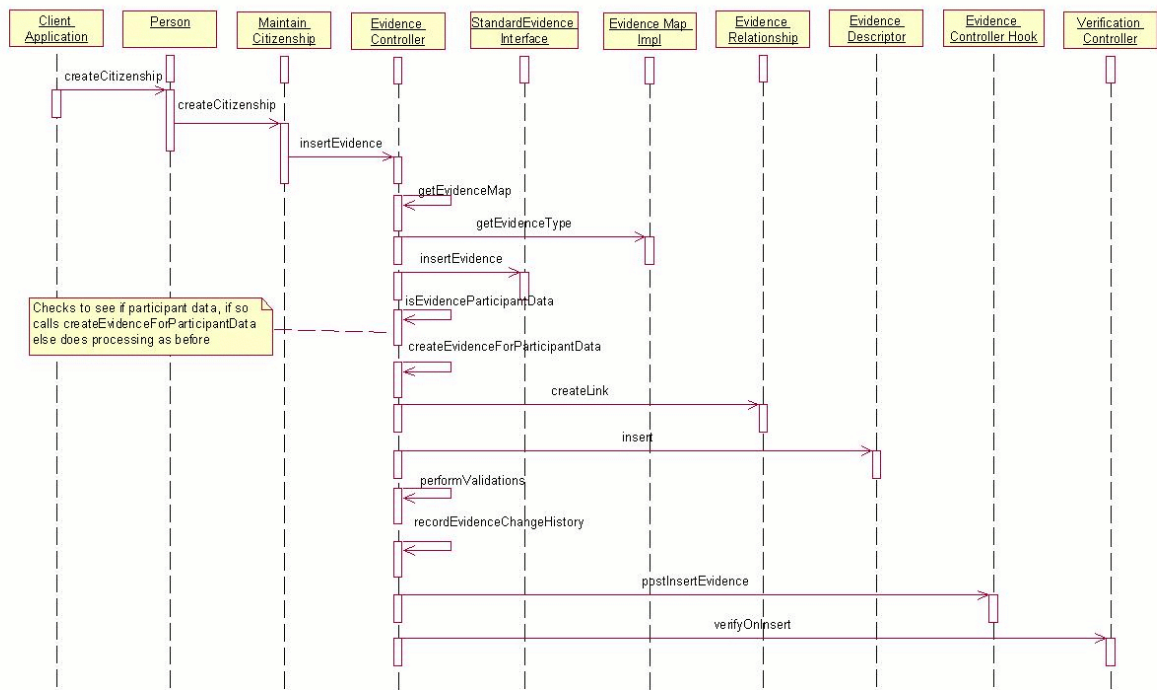 Client
Application
Person
Maintain
Citizenship
Evidence
Controller
StandardEvidence
Interface
Evidence Map
Impl
Evidence
Relationship
Evidence
Descriptor
Evidence
Controller Hook
Verification
Controller
createCitizenship
createCitizenship
insertEvidence
getEvidenceMap
getEvidenceType
insertEvidence
isEvidenceParticipantData
Checks to see if participant data, if so
calls createEvidenceForParticipantData
else does processing as before
createEvidenceForParticipantData
createLink
insert
performValidations
recordEvidenceChangeHistory
postInsertEvidence
verifyOnInsert